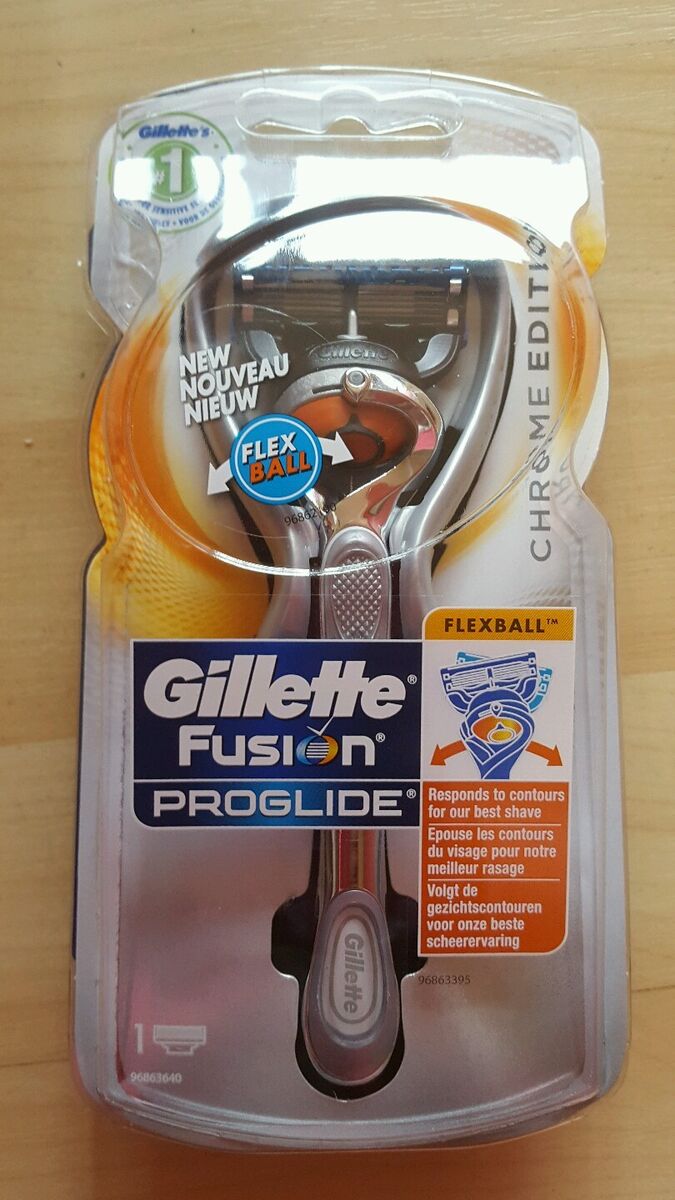 Gillette's
#1
NEW
NOUVEAU
NIEUW
FLEX
BALL
Gillette
CHROME EDITIO
FLEXBALL™
Gillette®
FUSION®
PROGLIDE®
Responds to contours
for our best shave
Epouse les contours
du visage pour notre
meilleur rasage
Volgt de
gezichtscontouren
voor onze beste
scheerervaring
Gillette
96863395
1
96863640